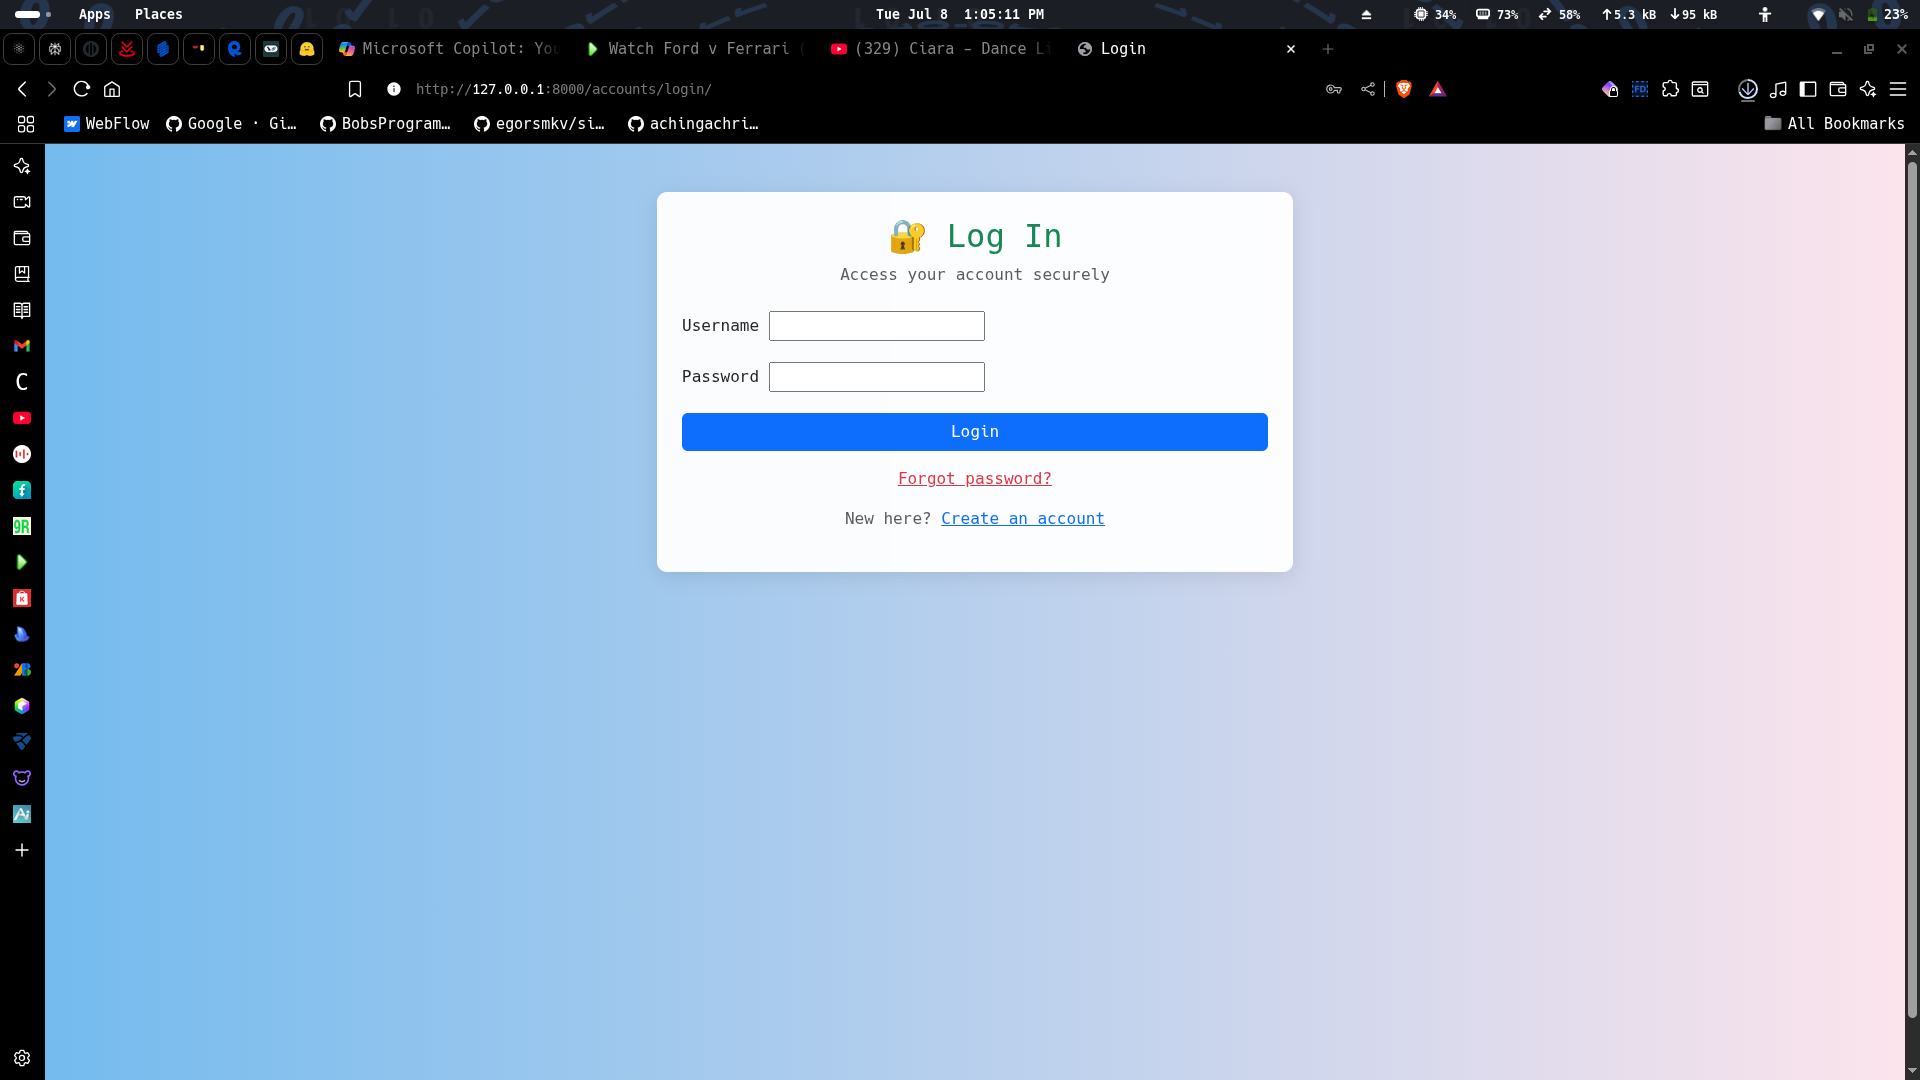 Apps Places Tue Jul 8 1:05:11 PM 34% 73% 58% ↑5.3 kB ↓95 kB 23%
Microsoft Copilot: You Watch Ford v Ferrari ( (329) Ciara – Dance Li Login
http://127.0.0.1:8000/accounts/login/
WebFlow Google · Gi… BobsProgram… egorsmkv/si… achingachri… All Bookmarks
🔐 Log In
Access your account securely
Username
Password
Login
Forgot password?
New here? Create an account
C
9R